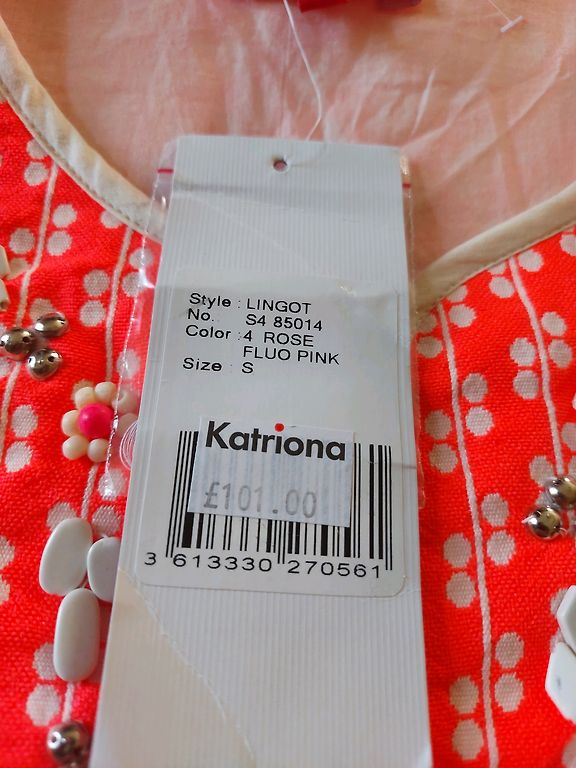 Style : LINGOT
No.: S4 85014
Color : 4 ROSE
FLUO PINK
Size : S
Katriona
£101.00
3 613330 270561